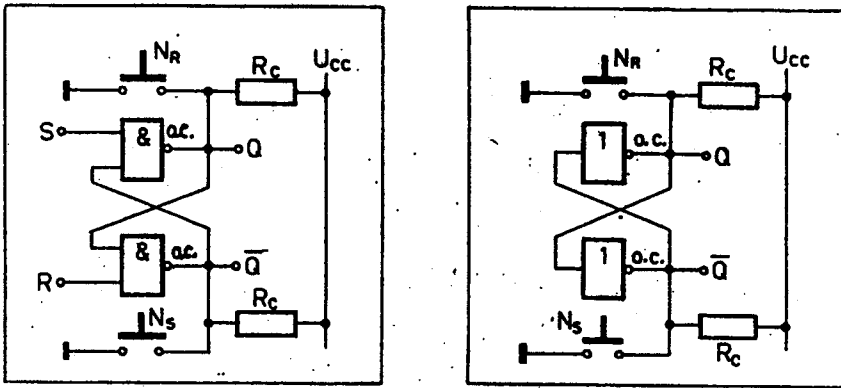 N_R
R_C
U_CC
S
&
o.c.
Q
&
o.c.
Q̅
R
N_S
R_C
N_R
R_C
U_CC
1
o.c.
Q
1
o.c.
Q̅
N_S
R_C